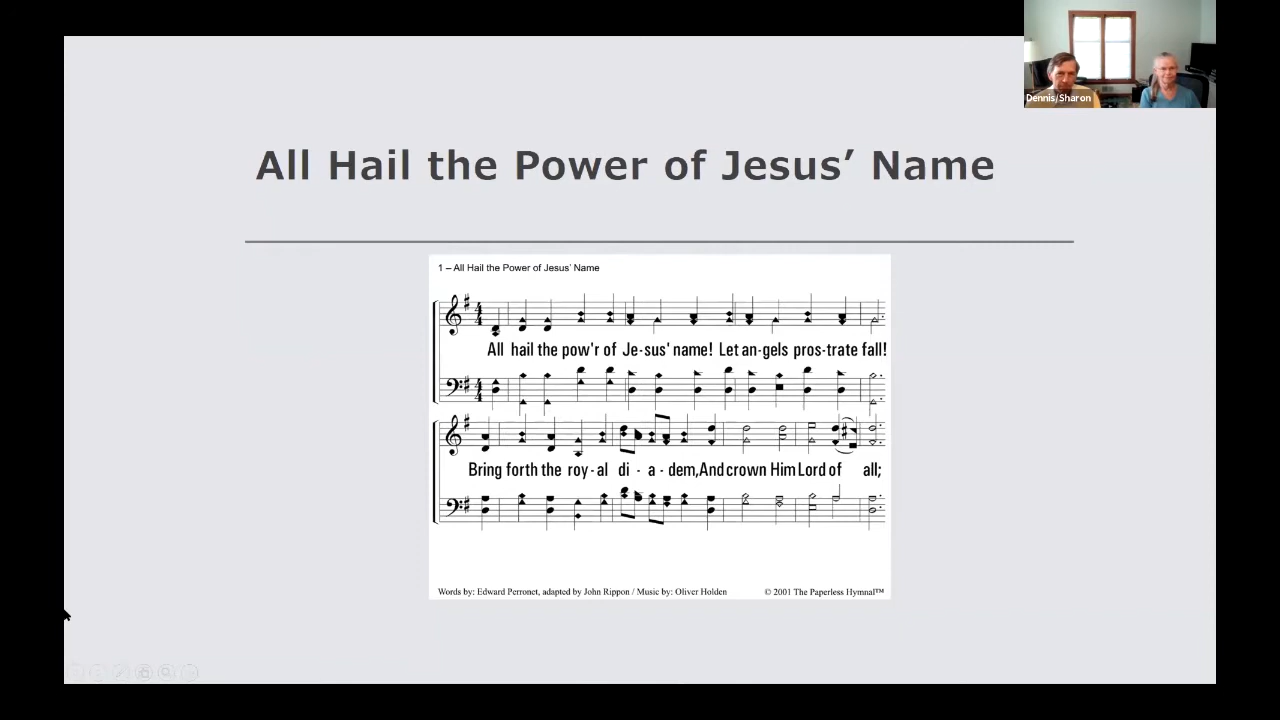 Dennis/Sharon
All Hail the Power of Jesus’ Name
1 – All Hail the Power of Jesus’ Name
All hail the pow'r of Je-sus' name! Let an-gels pros-trate fall!
Bring forth the roy-al di - a - dem, And crown Him Lord of all;
Words by: Edward Perronet, adapted by John Rippon / Music by: Oliver Holden
© 2001 The Paperless Hymnal™